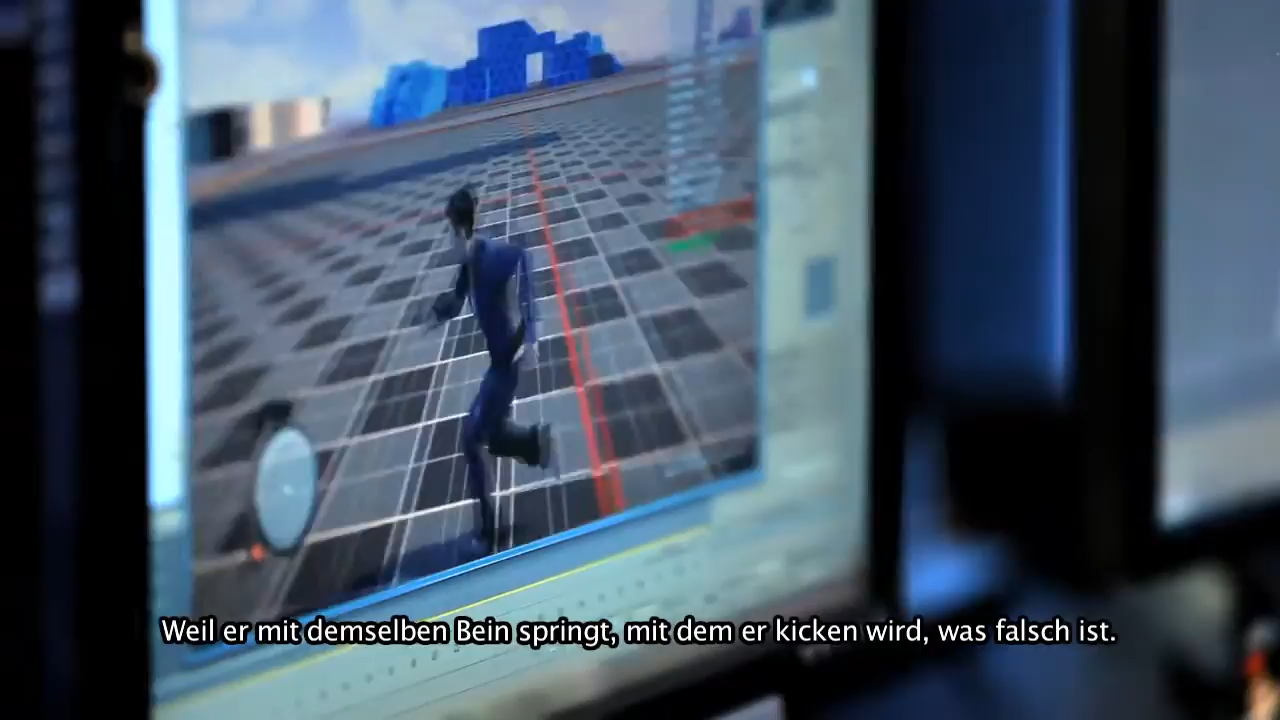 Weil er mit demselben Bein springt, mit dem er kicken wird, was falsch ist.